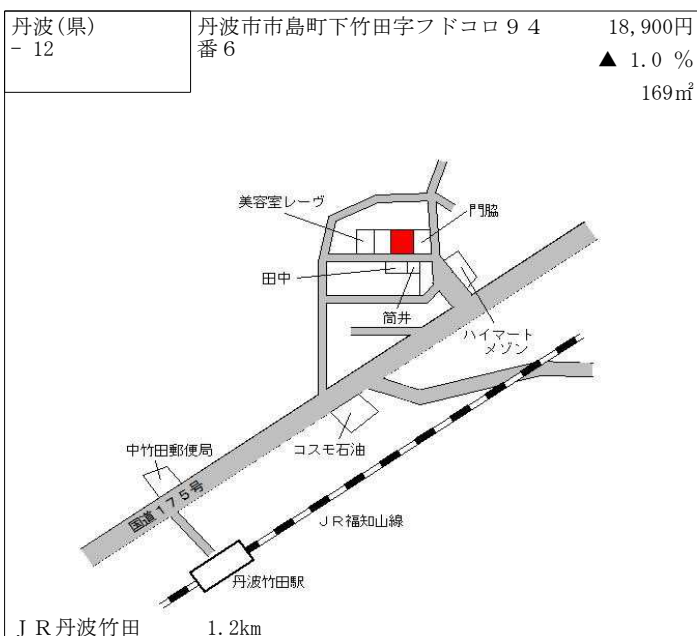 丹波(県)
- 12
丹波市市島町下竹田字フドコロ９４
番６
18,900円
▲ 1.0 %
169㎡
美容室レーヴ
門脇
田中
筒井
ハイマート
メゾン
コスモ石油
中竹田郵便局
国道１７５号
ＪＲ福知山線
丹波竹田駅
ＪＲ丹波竹田 1.2km